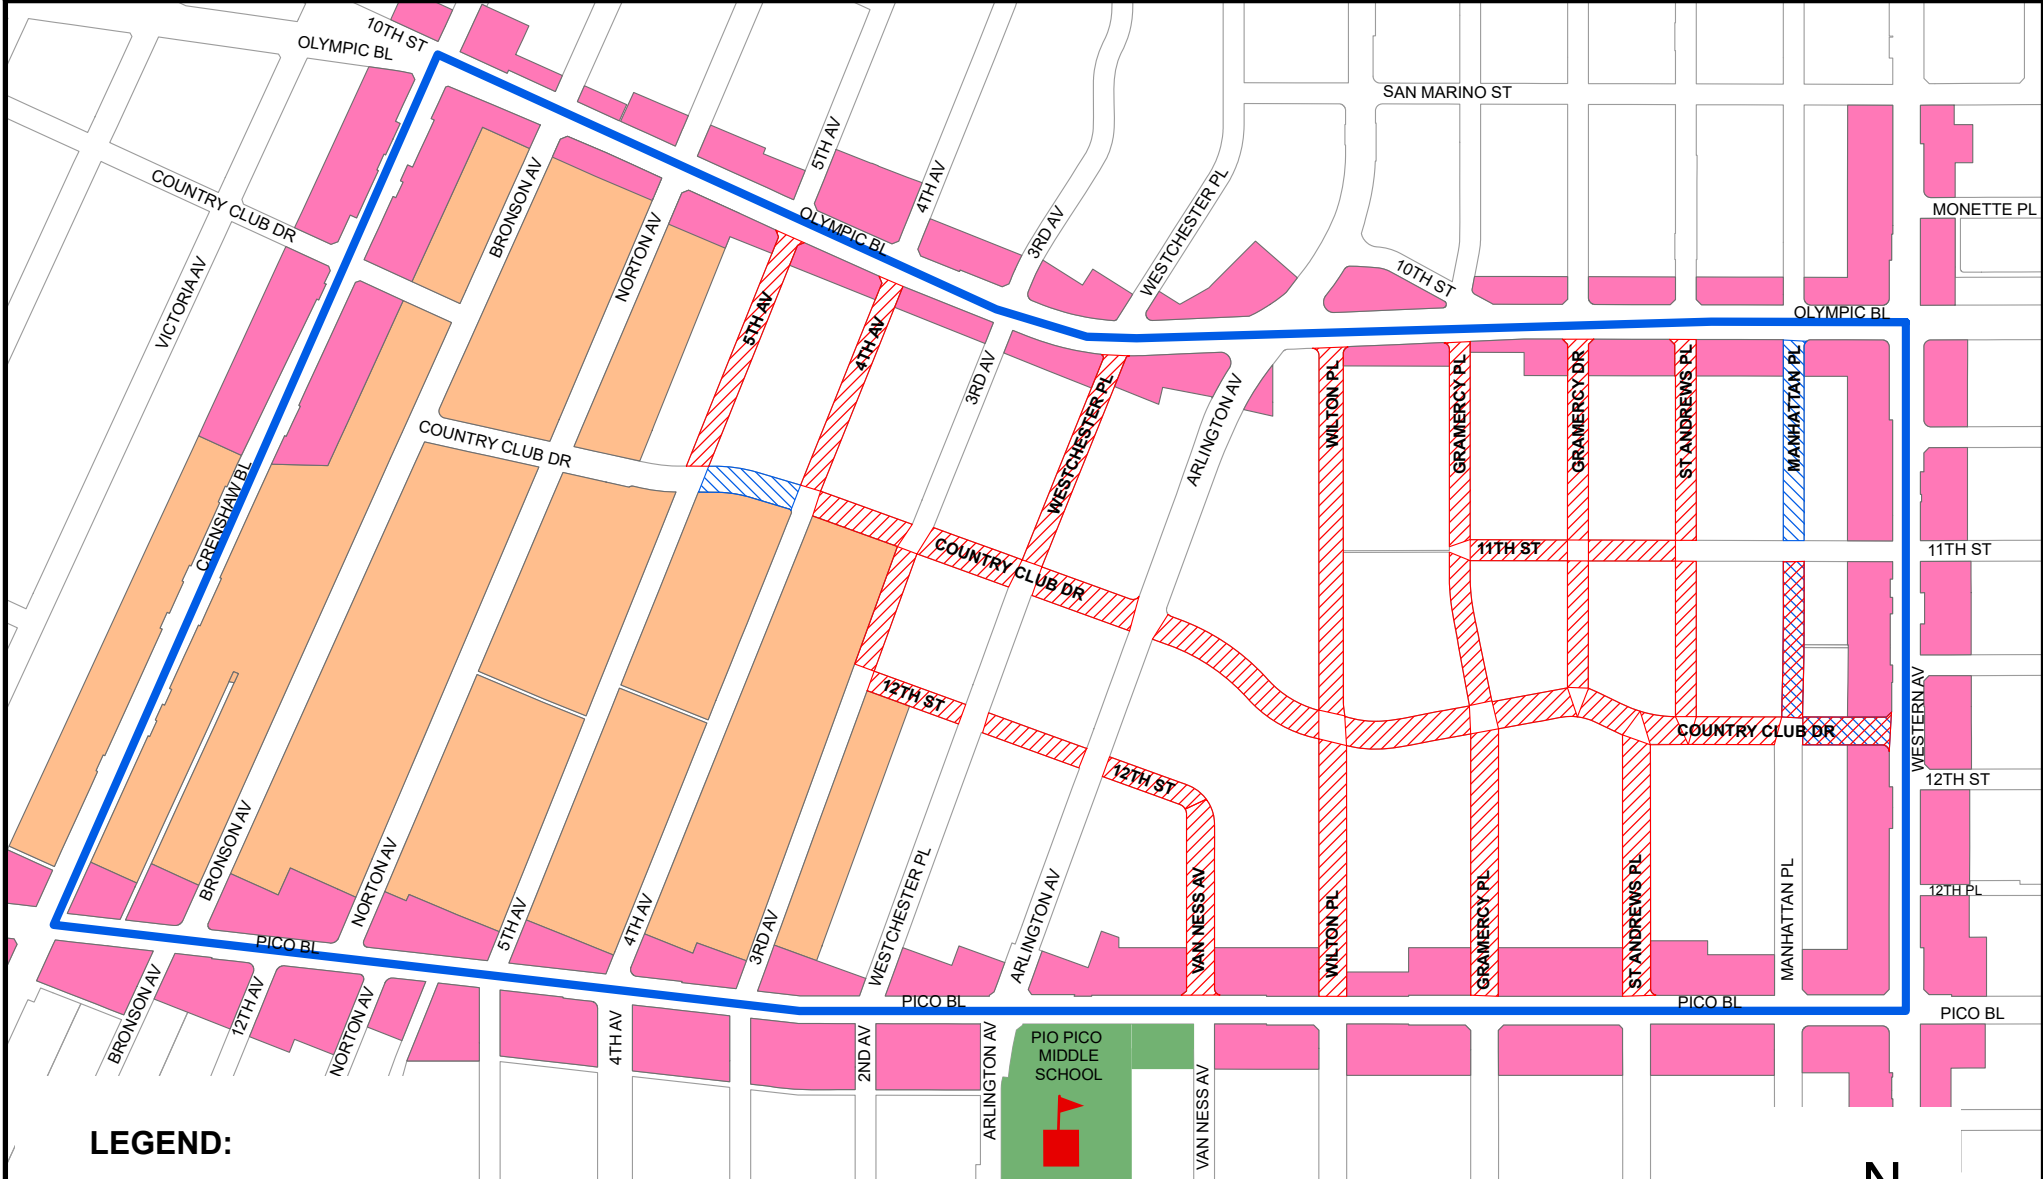 10TH ST
OLYMPIC BL
SAN MARINO ST
5TH AV
4TH AV
COUNTRY CLUB DR
BRONSON AV
NORTON AV
OLYMPIC BL
3RD AV
WESTCHESTER PL
10TH ST
MONETTE PL
VICTORIA AV
OLYMPIC BL
5TH AV
4TH AV
3RD AV
WESTCHESTER PL
ARLINGTON AV
WILTON PL
GRAMERCY PL
GRAMERCY DR
ST ANDREWS PL
MANHATTAN PL
COUNTRY CLUB DR
CRENSHAW BL
COUNTRY CLUB DR
11TH ST
11TH ST
12TH ST
12TH ST
COUNTRY CLUB DR
WESTERN AV
12TH ST
BRONSON AV
NORTON AV
5TH AV
4TH AV
3RD AV
WESTCHESTER PL
ARLINGTON AV
VAN NESS AV
WILTON PL
GRAMERCY PL
ST ANDREWS PL
MANHATTAN PL
12TH PL
PICO BL
PICO BL
PICO BL
PICO BL
BRONSON AV
12TH AV
NORTON AV
4TH AV
2ND AV
ARLINGTON AV
PIO PICO
MIDDLE
SCHOOL
VAN NESS AV
LEGEND:
N